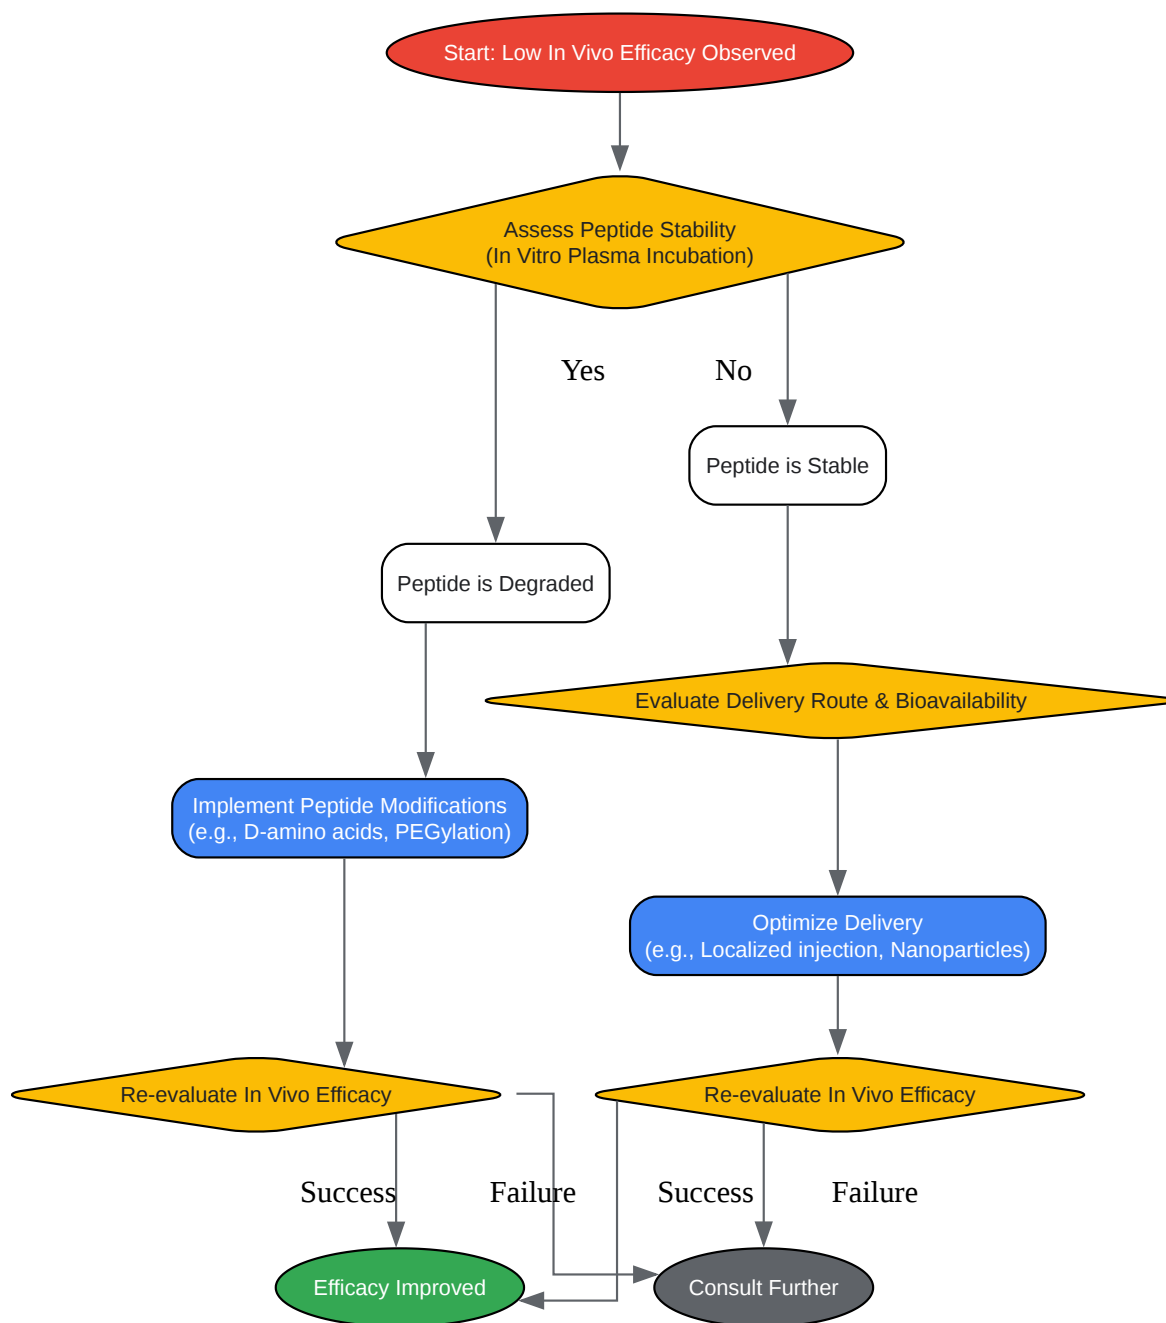 Start: Low In Vivo Efficacy Observed
Assess Peptide Stability
(In Vitro Plasma Incubation)
Yes
No
Peptide is Stable
Peptide is Degraded
Evaluate Delivery Route & Bioavailability
Implement Peptide Modifications
(e.g., D-amino acids, PEGylation)
Optimize Delivery
(e.g., Localized injection, Nanoparticles)
Re-evaluate In Vivo Efficacy
Re-evaluate In Vivo Efficacy
Success
Failure
Success
Failure
Efficacy Improved
Consult Further